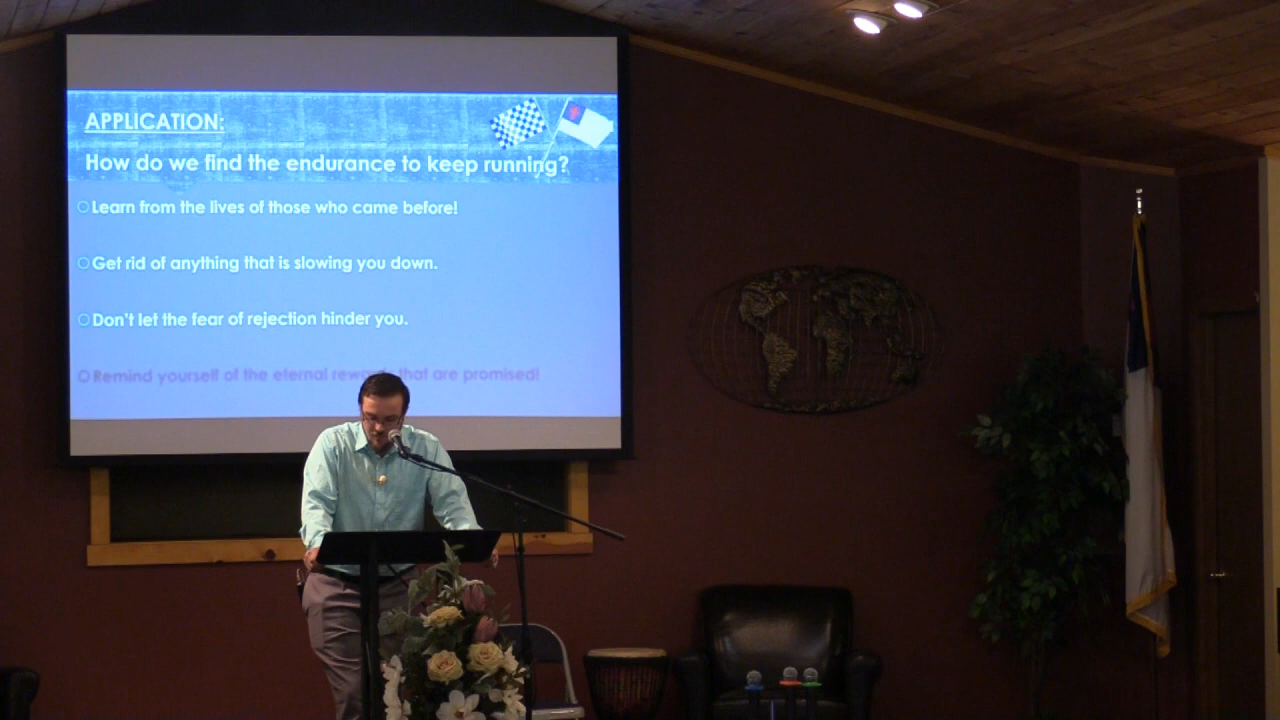 APPLICATION:
How do we find the endurance to keep running?
Learn from the lives of those who came before!
Get rid of anything that is slowing you down.
Don't let the fear of rejection hinder you.
Remind yourself of the eternal rewards that are promised!